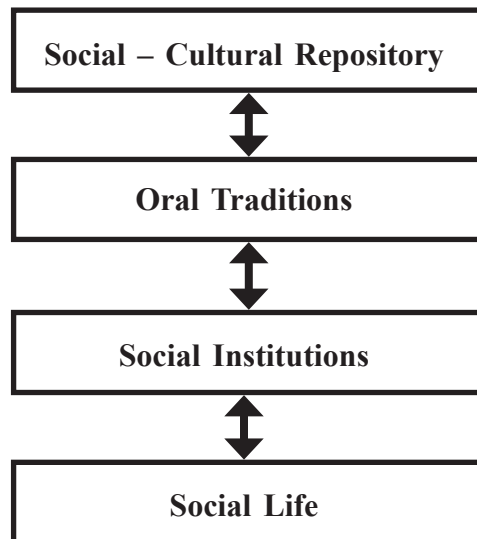 Social – Cultural Repository
Oral Traditions
Social Institutions
Social Life